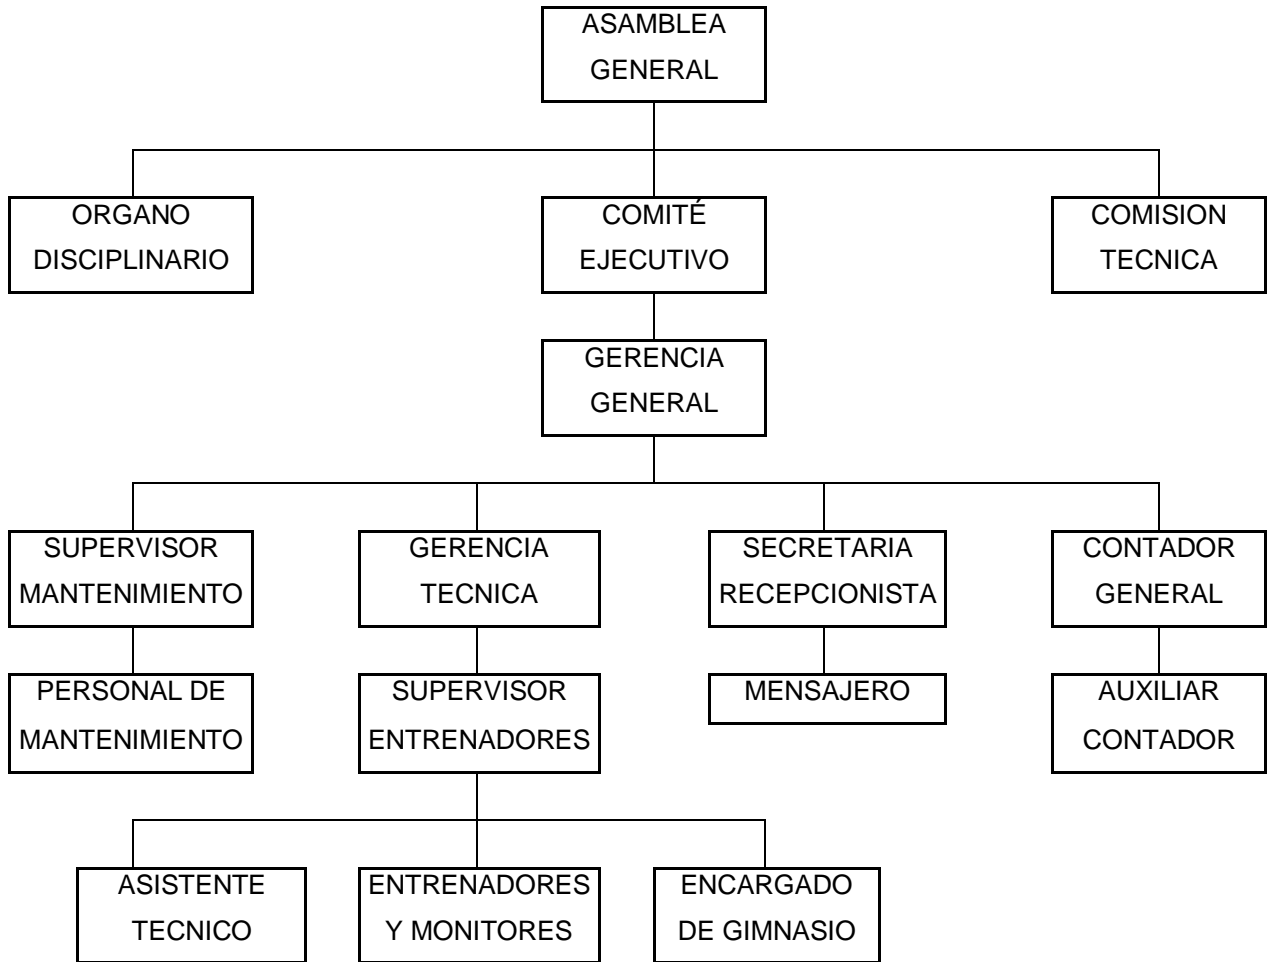 ASAMBLEA
GENERAL
ORGANO
DISCIPLINARIO
COMITÉ
EJECUTIVO
COMISION
TECNICA
GERENCIA
GENERAL
SUPERVISOR
MANTENIMIENTO
GERENCIA
TECNICA
SECRETARIA
RECEPCIONISTA
CONTADOR
GENERAL
PERSONAL DE
MANTENIMIENTO
SUPERVISOR
ENTRENADORES
MENSAJERO
AUXILIAR
CONTADOR
ASISTENTE
TECNICO
ENTRENADORES
Y MONITORES
ENCARGADO
DE GIMNASIO